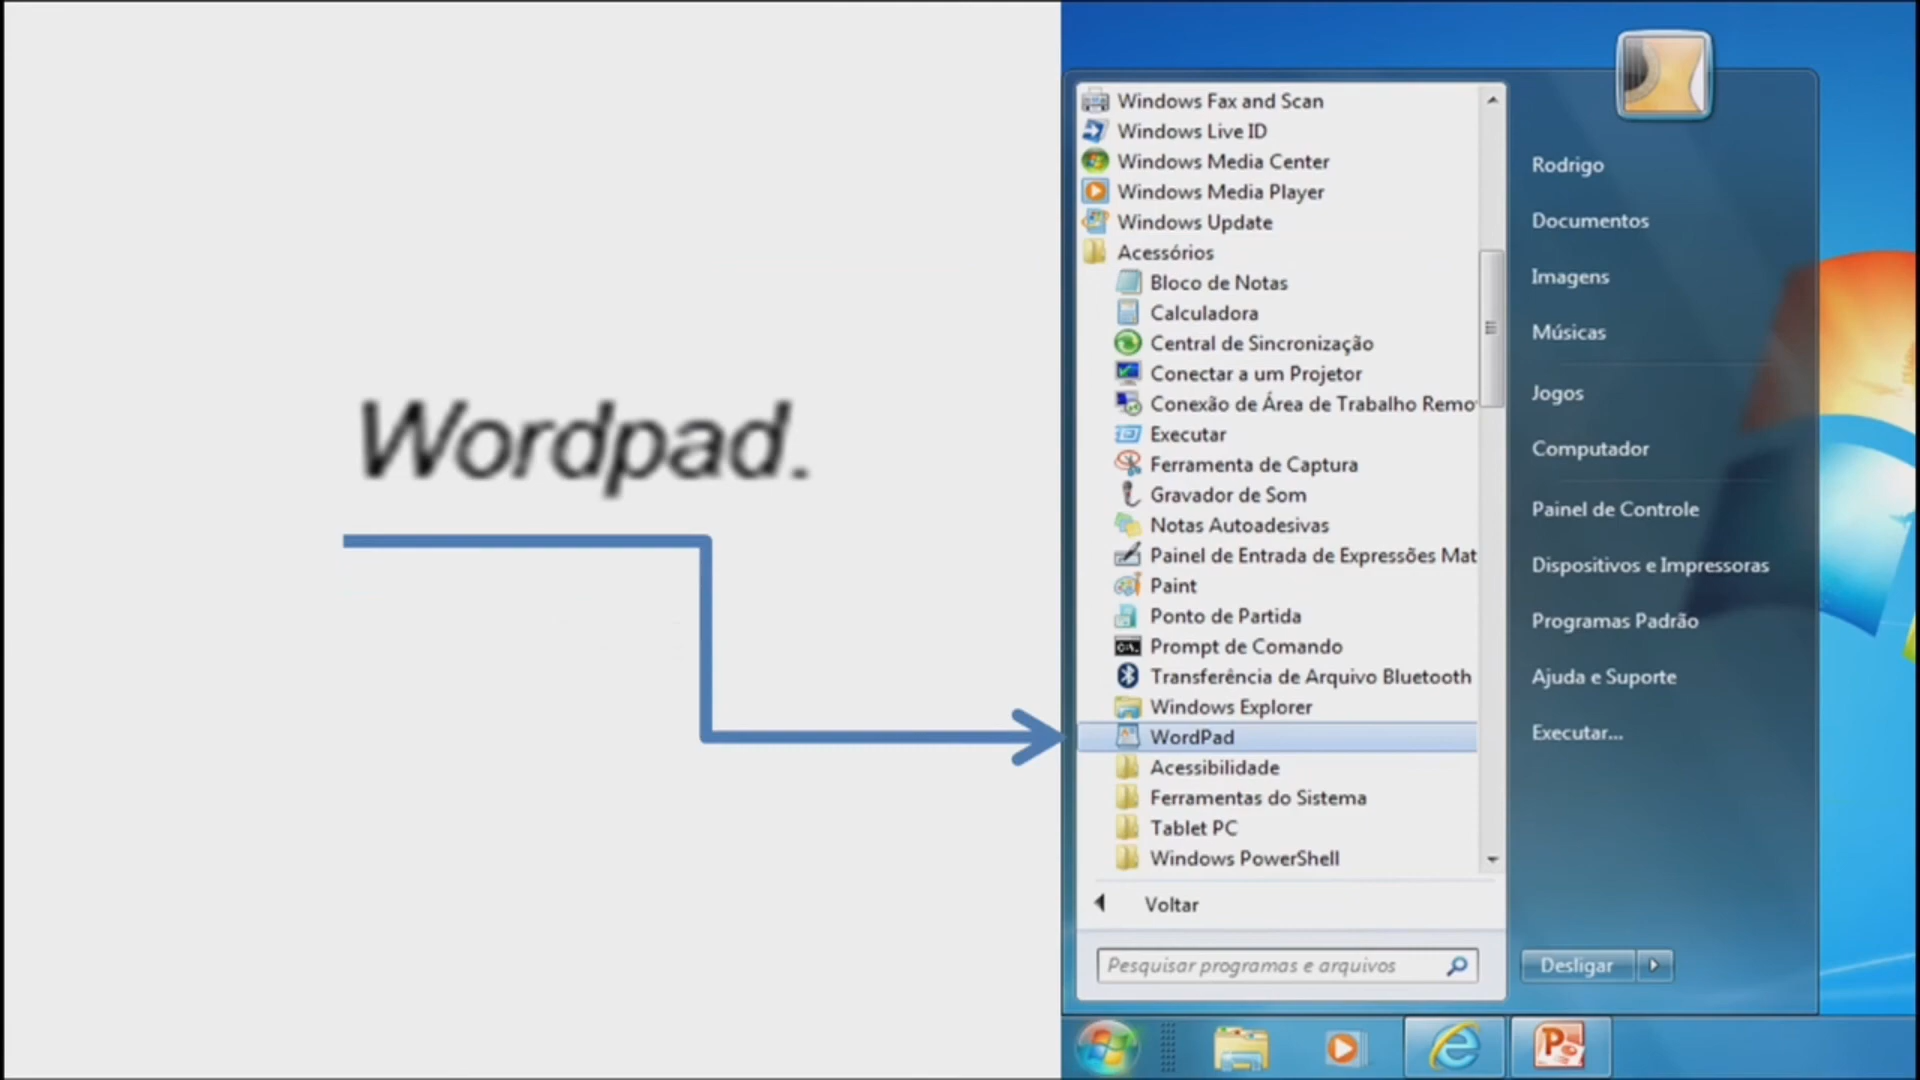 Wordpad.
Windows Fax and Scan
Windows Live ID
Windows Media Center
Windows Media Player
Windows Update
Acessórios
Bloco de Notas
Calculadora
Central de Sincronização
Conectar a um Projetor
Conexão de Área de Trabalho Remo
Executar
Ferramenta de Captura
Gravador de Som
Notas Autoadesivas
Painel de Entrada de Expressões Mat
Paint
Ponto de Partida
Prompt de Comando
Transferência de Arquivo Bluetooth
Windows Explorer
WordPad
Acessibilidade
Ferramentas do Sistema
Tablet PC
Windows PowerShell
Voltar
Pesquisar programas e arquivos
Rodrigo
Documentos
Imagens
Músicas
Jogos
Computador
Painel de Controle
Dispositivos e Impressoras
Programas Padrão
Ajuda e Suporte
Executar...
Desligar